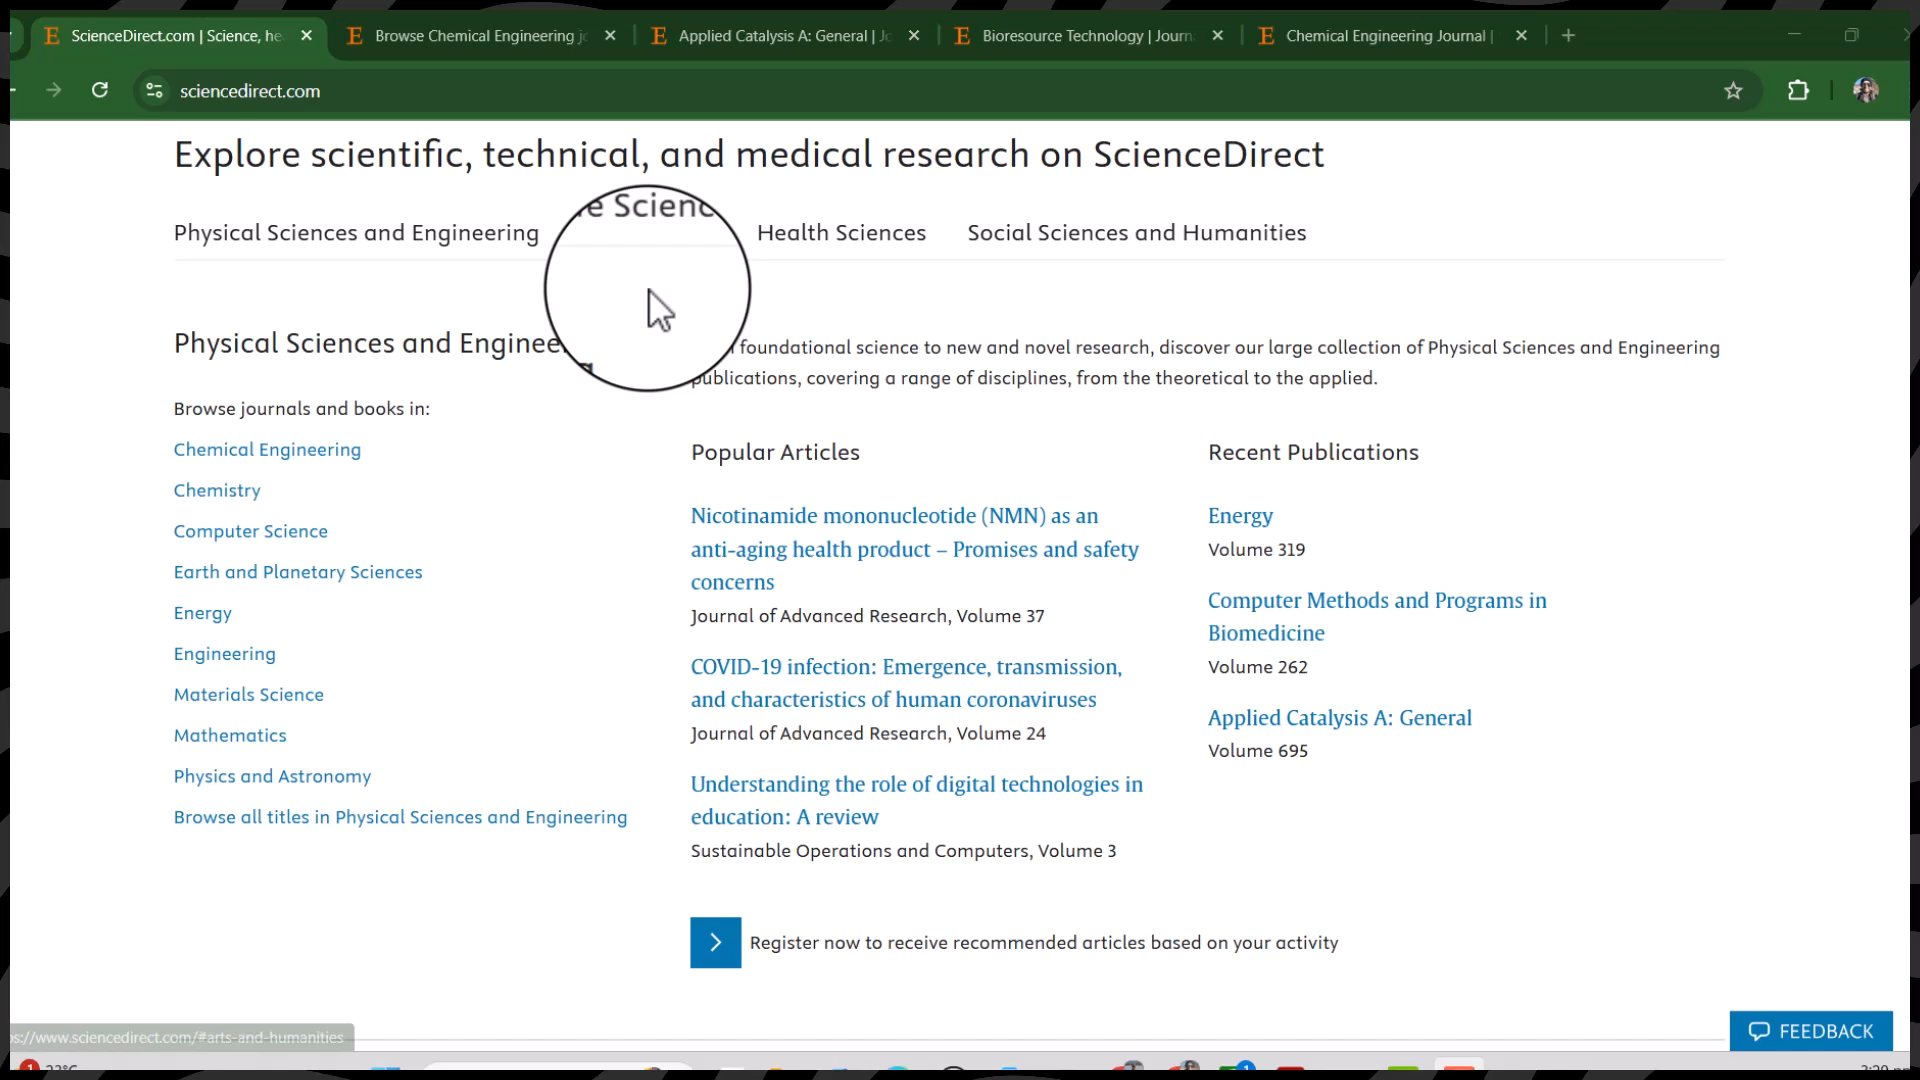 ScienceDirect.com | Science, he
Browse Chemical Engineering jo
Applied Catalysis A: General | Jo
Bioresource Technology | Journ
Chemical Engineering Journal |
sciencedirect.com
Explore scientific, technical, and medical research on ScienceDirect
Physical Sciences and Engineering
e Scienc
Health Sciences
Social Sciences and Humanities
Physical Sciences and Enginee
g
foundational science to new and novel research, discover our large collection of Physical Sciences and Engineering
publications, covering a range of disciplines, from the theoretical to the applied.
Browse journals and books in:
Chemical Engineering
Chemistry
Computer Science
Earth and Planetary Sciences
Energy
Engineering
Materials Science
Mathematics
Physics and Astronomy
Browse all titles in Physical Sciences and Engineering
Popular Articles
Nicotinamide mononucleotide (NMN) as an
anti-aging health product – Promises and safety
concerns
Journal of Advanced Research, Volume 37
COVID-19 infection: Emergence, transmission,
and characteristics of human coronaviruses
Journal of Advanced Research, Volume 24
Understanding the role of digital technologies in
education: A review
Sustainable Operations and Computers, Volume 3
Recent Publications
Energy
Volume 319
Computer Methods and Programs in
Biomedicine
Volume 262
Applied Catalysis A: General
Volume 695
Register now to receive recommended articles based on your activity
FEEDBACK
ps://www.sciencedirect.com/#arts-and-humanities